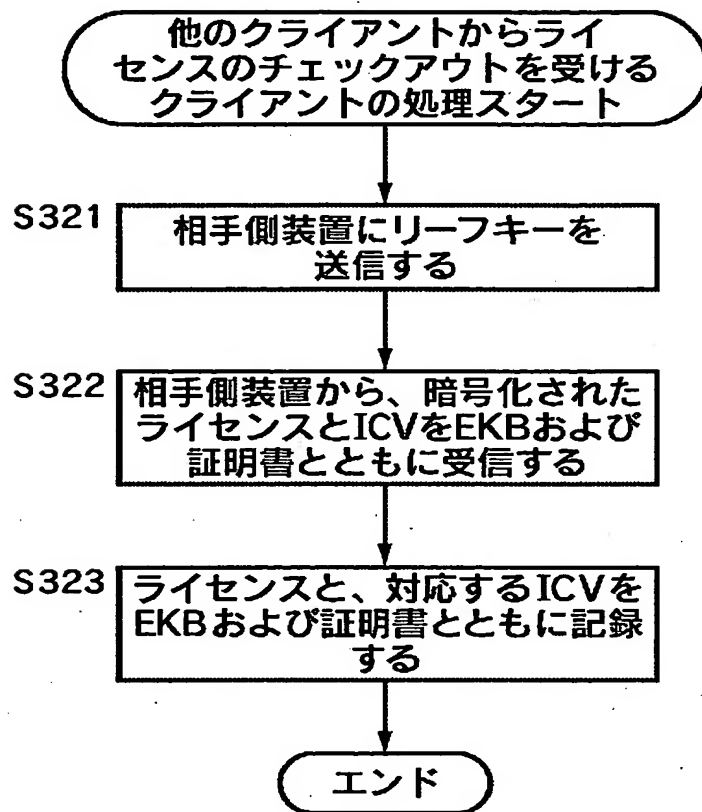 他のクライアントからライ
センスのチェックアウトを受ける
クライアントの処理スタート
S321
相手側装置にリーフキーを
送信する
S322
相手側装置から、暗号化された
ライセンスとICVをEKBおよび
証明書とともに受信する
S323
ライセンスと、対応するICVを
EKBおよび証明書とともに記録
する
エンド